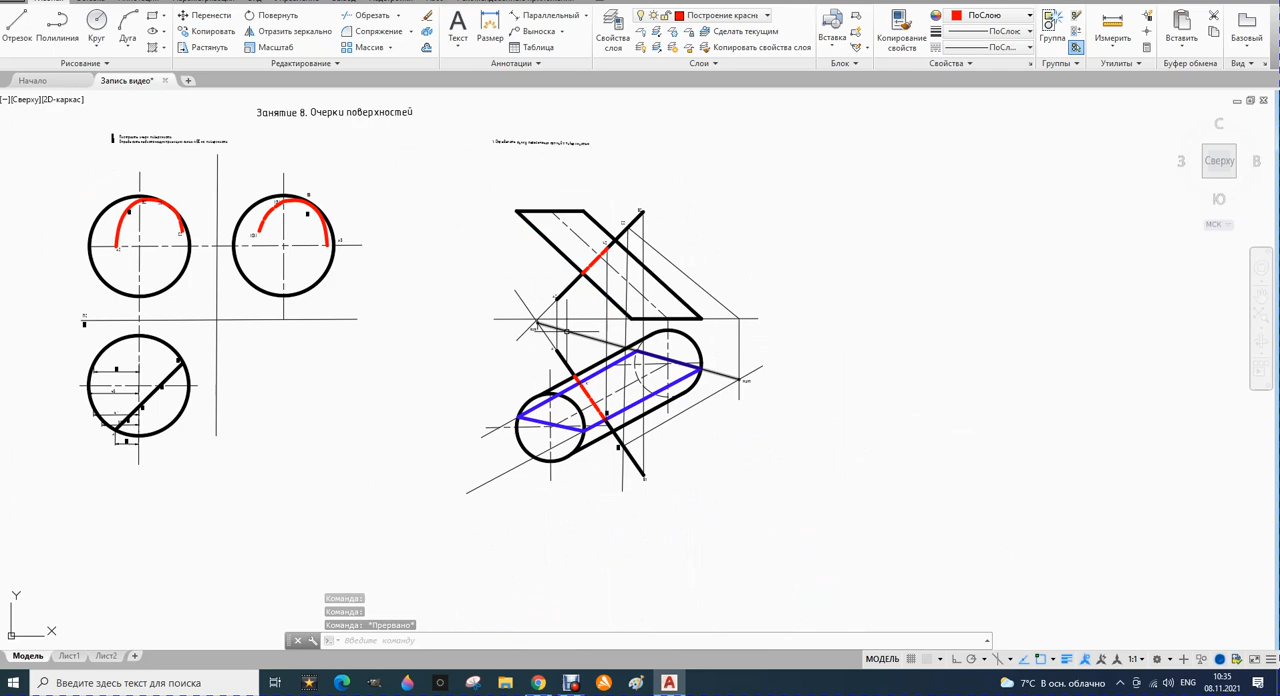 Отрезок
Полилиния
Круг
Дуга
Перенести
Копировать
Растянуть
Повернуть
Отразить зеркально
Масштаб
Обрезать
Сопряжение
Массив
Текст
Размер
Параллельный
Выноска
Таблица
Свойства слоя
Построение красн
Сделать текущим
Копировать свойства слоя
Вставка
Копирование свойств
ПоСлою
ПоСлою
ПоСл...
Группа
Измерить
Вставить
Базовый
Рисование
Редактирование
Аннотации
Слои
Блок
Свойства
Группы
Утилиты
Буфер обмена
Вид
Начало
Запись видео*
[−][Сверху][2D-каркас]
Занятие 8. Очерки поверхностей
С
З
Сверху
В
Ю
МСК
Команда:
Команда:
Команда: *Прервано*
Введите команду
Y
X
Модель
Лист1
Лист2
МОДЕЛЬ
1:1
Введите здесь текст для поиска
7°C В осн. облачно
ENG
10:35
08.11.2021